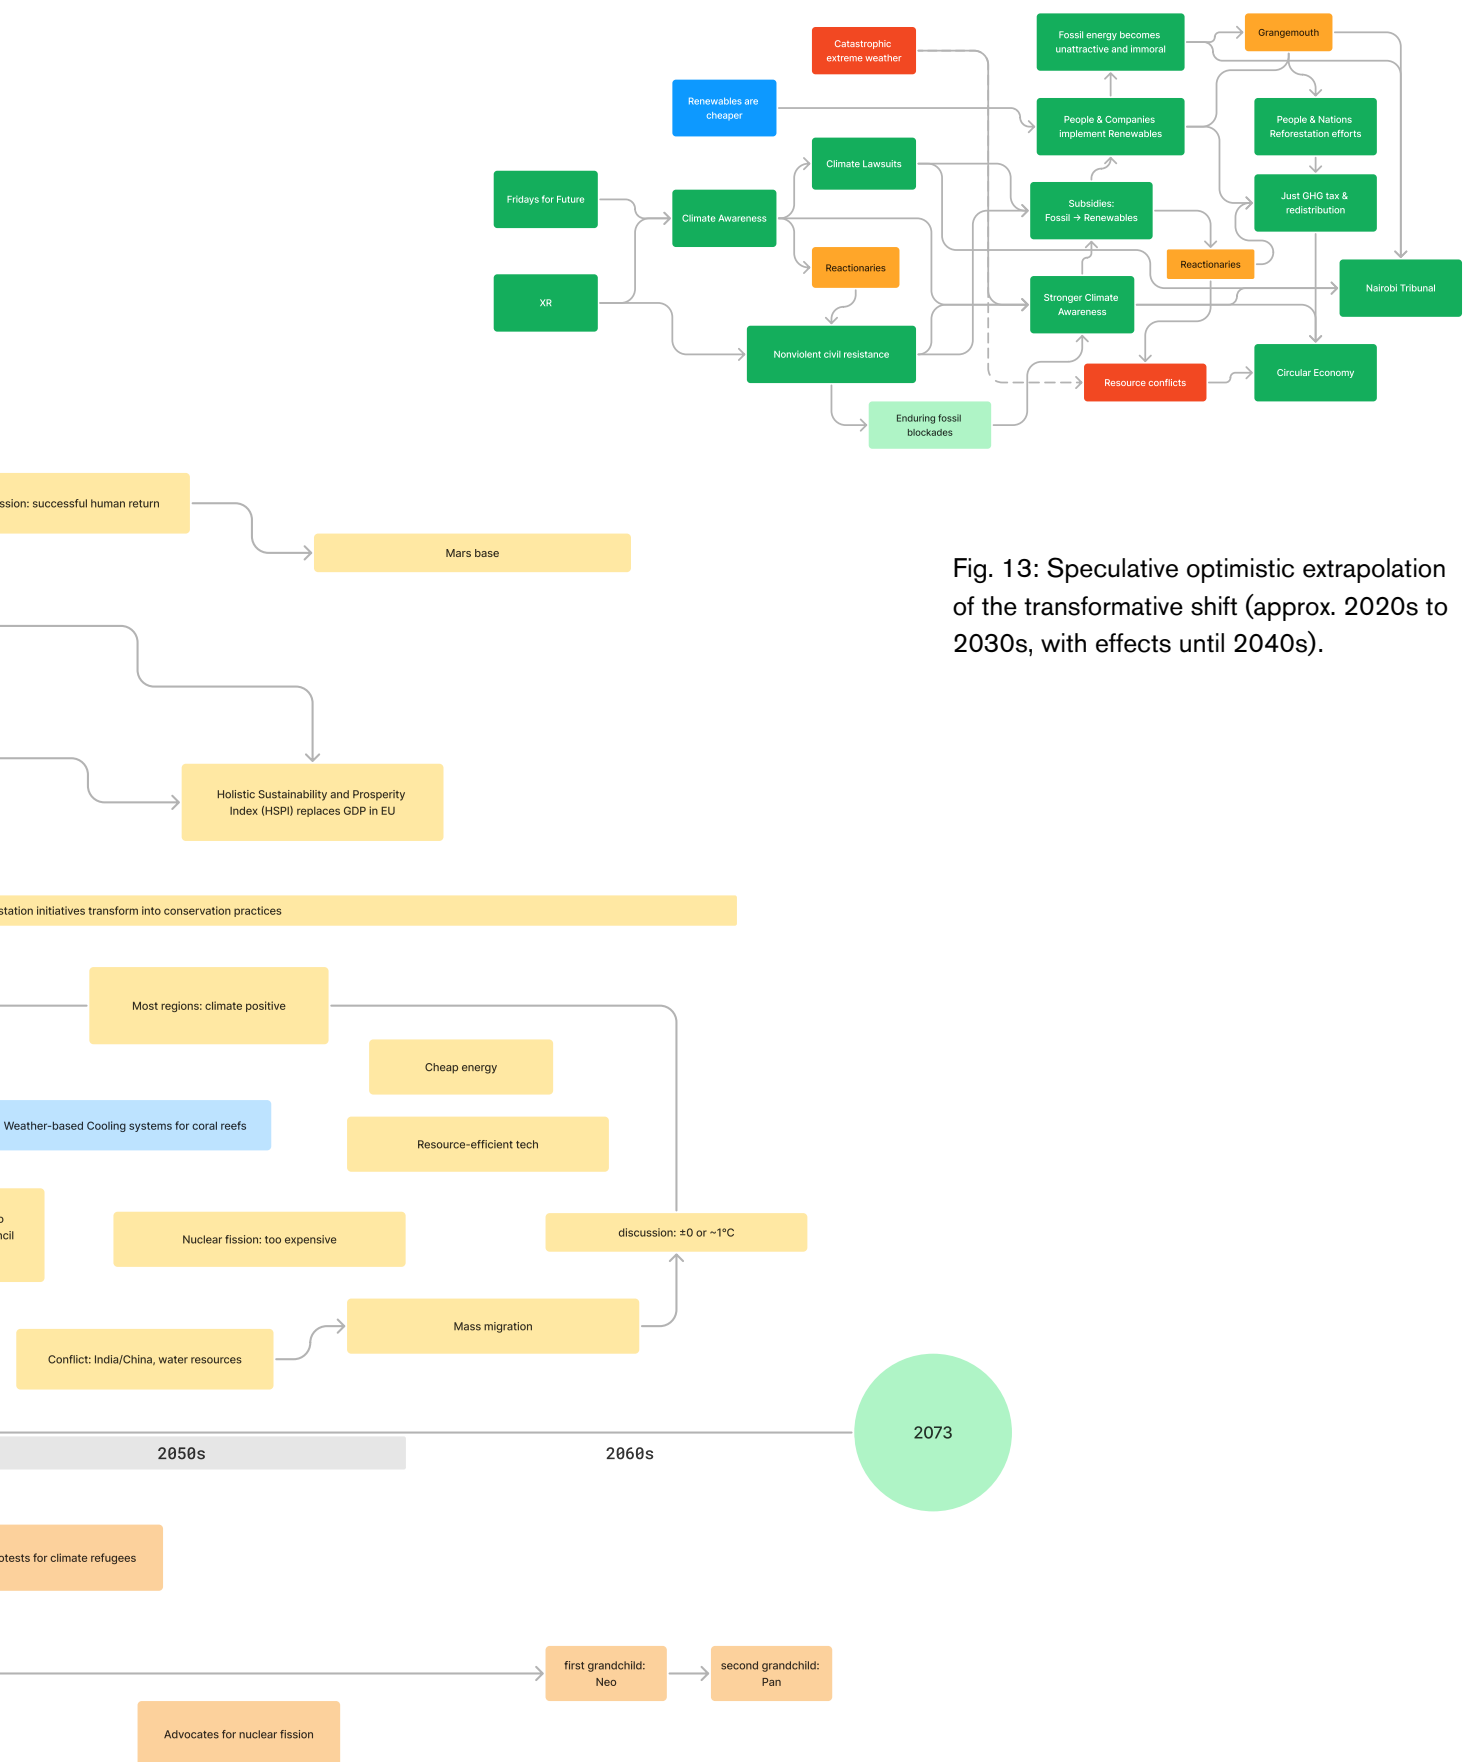 Catastrophic
extreme weather
Fossil energy becomes
unattractive and immoral
Grangemouth
Renewables are
cheaper
People & Companies
implement Renewables
People & Nations
Reforestation efforts
Climate Lawsuits
Fridays for Future
Climate Awareness
Subsidies:
Fossil → Renewables
Just GHG tax &
redistribution
Reactionaries
Reactionaries
XR
Stronger Climate
Awareness
Nairobi Tribunal
Nonviolent civil resistance
Resource conflicts
Circular Economy
Enduring fossil
blockades
ssion: successful human return
Mars base
Fig. 13: Speculative optimistic extrapolation
of the transformative shift (approx. 2020s to
2030s, with effects until 2040s).
Holistic Sustainability and Prosperity
Index (HSPI) replaces GDP in EU
station initiatives transform into conservation practices
Most regions: climate positive
Cheap energy
Weather-based Cooling systems for coral reefs
Resource-efficient tech
o
ncil
Nuclear fission: too expensive
discussion: ±0 or ~1°C
Mass migration
Conflict: India/China, water resources
2073
2050s
2060s
otests for climate refugees
first grandchild:
Neo
second grandchild:
Pan
Advocates for nuclear fission